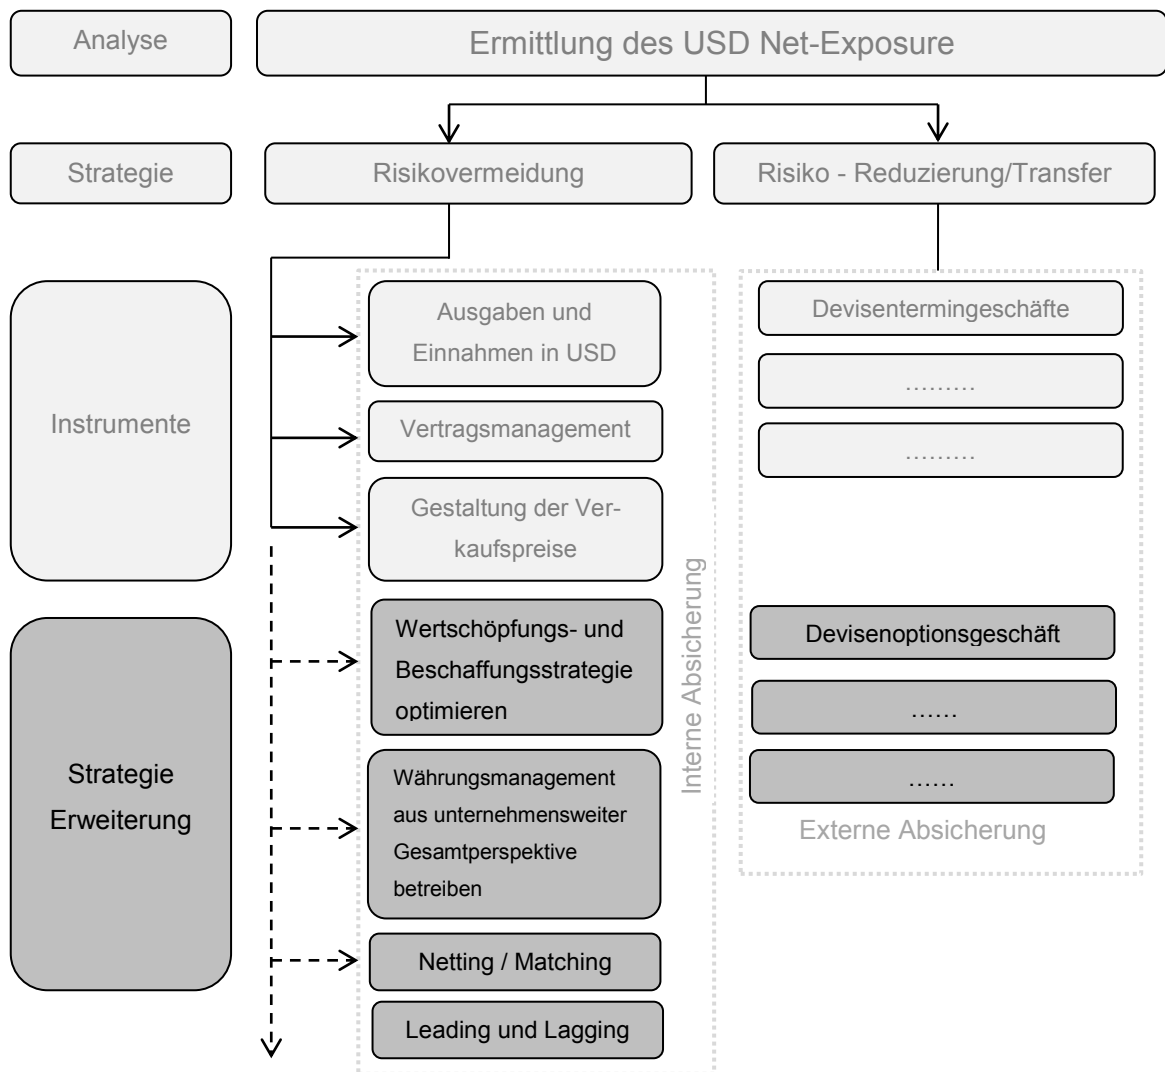 Analyse
Ermittlung des USD Net-Exposure
Strategie
Risikovermeidung
Risiko - Reduzierung/Transfer
Instrumente
Ausgaben und
Einnahmen in USD
Vertragsmanagement
Gestaltung der Ver-
kaufspreise
Devisentermingeschäfte
.........
.........
Interne Absicherung
Strategie
Erweiterung
Wertschöpfungs- und
Beschaffungsstrategie
optimieren
Währungsmanagement
aus unternehmensweiter
Gesamtperspektive
betreiben
Netting / Matching
Leading und Lagging
Devisenoptionsgeschäft
......
......
Externe Absicherung